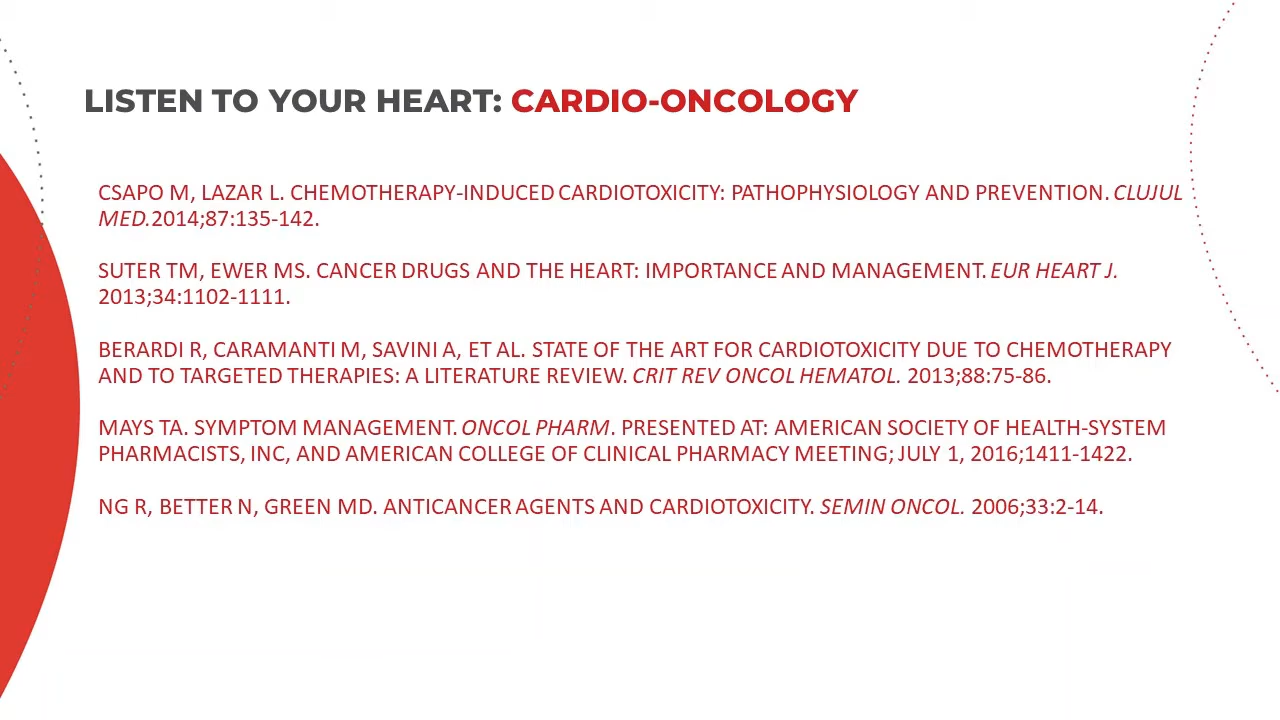 LISTEN TO YOUR HEART: CARDIO-ONCOLOGY
CSAPO M, LAZAR L. CHEMOTHERAPY-INDUCED CARDIOTOXICITY: PATHOPHYSIOLOGY AND PREVENTION. CLUJUL
MED.2014;87:135-142.
SUTER TM, EWER MS. CANCER DRUGS AND THE HEART: IMPORTANCE AND MANAGEMENT. EUR HEART J.
2013;34:1102-1111.
BERARDI R, CARAMANTI M, SAVINI A, ET AL. STATE OF THE ART FOR CARDIOTOXICITY DUE TO CHEMOTHERAPY
AND TO TARGETED THERAPIES: A LITERATURE REVIEW. CRIT REV ONCOL HEMATOL. 2013;88:75-86.
MAYS TA. SYMPTOM MANAGEMENT. ONCOL PHARM. PRESENTED AT: AMERICAN SOCIETY OF HEALTH-SYSTEM
PHARMACISTS, INC, AND AMERICAN COLLEGE OF CLINICAL PHARMACY MEETING; JULY 1, 2016;1411-1422.
NG R, BETTER N, GREEN MD. ANTICANCER AGENTS AND CARDIOTOXICITY. SEMIN ONCOL. 2006;33:2-14.